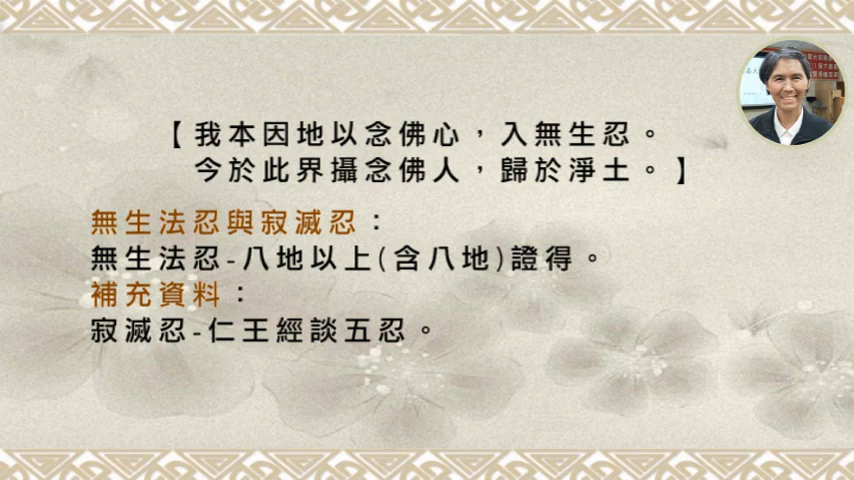 【我本因地以念佛心，入無生忍。
今於此界攝念佛人，歸於淨土。】
無生法忍與寂滅忍：
無生法忍-八地以上(含八地)證得。
補充資料：
寂滅忍-仁王經談五忍。